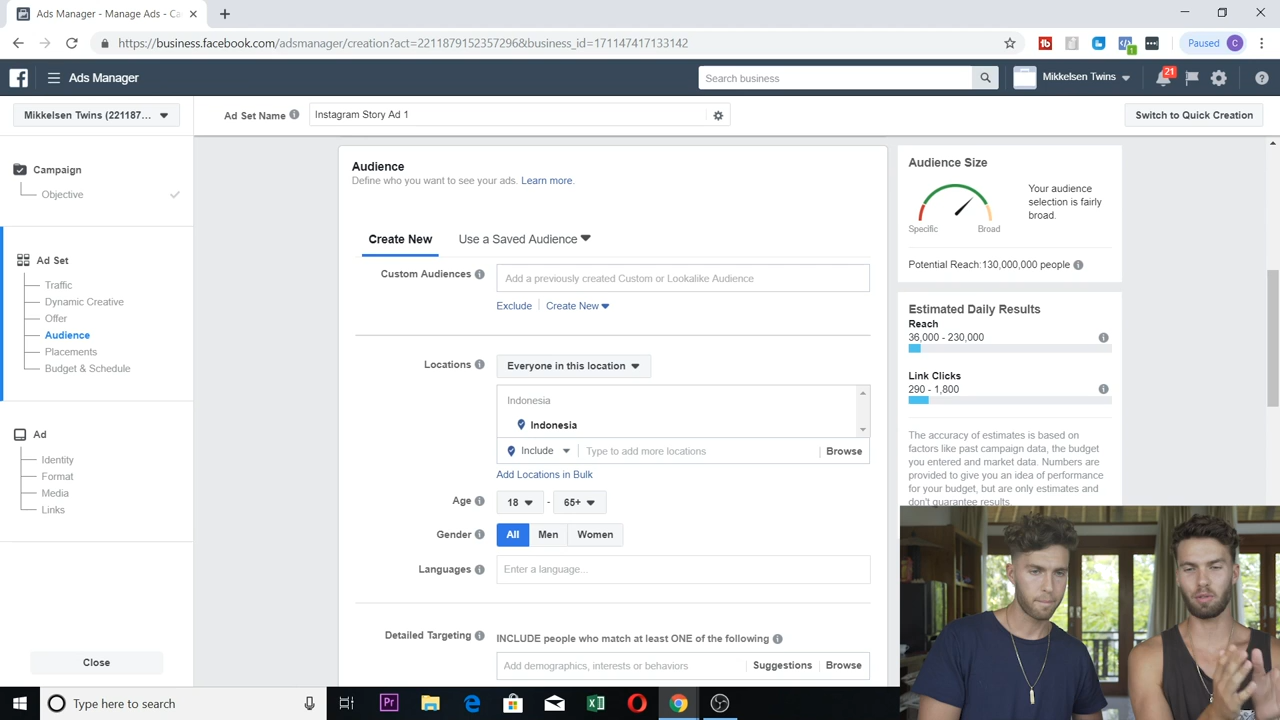 Ads Manager - Manage Ads - Ca
https://business.facebook.com/adsmanager/creation?act=2211879152357296&business_id=171147417133142
Paused C
Ads Manager
Search business
Mikkelsen Twins
21
Mikkelsen Twins (221187...
Ad Set Name
Instagram Story Ad 1
Switch to Quick Creation
Campaign
Objective
Ad Set
Traffic
Dynamic Creative
Offer
Audience
Placements
Budget & Schedule
Ad
Identity
Format
Media
Links
Close
Audience
Define who you want to see your ads. Learn more.
Create New
Use a Saved Audience
Custom Audiences
Add a previously created Custom or Lookalike Audience
Exclude
Create New
Locations
Everyone in this location
Indonesia
Indonesia
Include
Type to add more locations
Browse
Add Locations in Bulk
Age
18 - 65+
Gender
All Men Women
Languages
Enter a language...
Detailed Targeting
INCLUDE people who match at least ONE of the following
Add demographics, interests or behaviors
Suggestions
Browse
Audience Size
Specific
Broad
Your audience
selection is fairly
broad.
Potential Reach:130,000,000 people
Estimated Daily Results
Reach
36,000 - 230,000
Link Clicks
290 - 1,800
The accuracy of estimates is based on
factors like past campaign data, the budget
you entered and market data. Numbers are
provided to give you an idea of performance
for your budget, but are only estimates and
don't guarantee results.
Type here to search
Pr